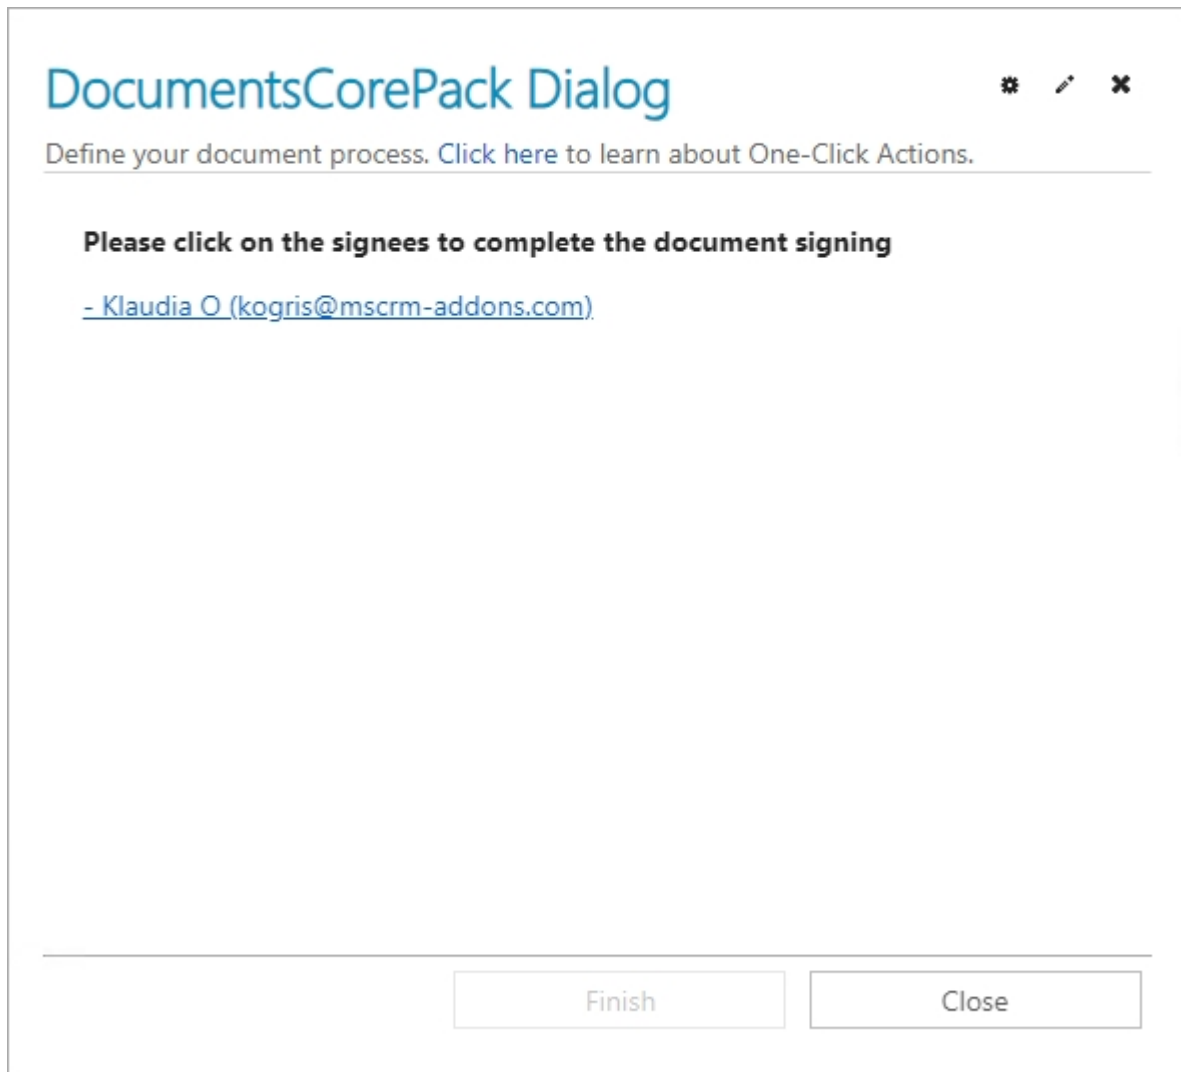 DocumentsCorePack Dialog
Define your document process. Click here to learn about One-Click Actions.
Please click on the signees to complete the document signing
- Klaudia O (kogris@mscrm-addons.com)
Finish
Close